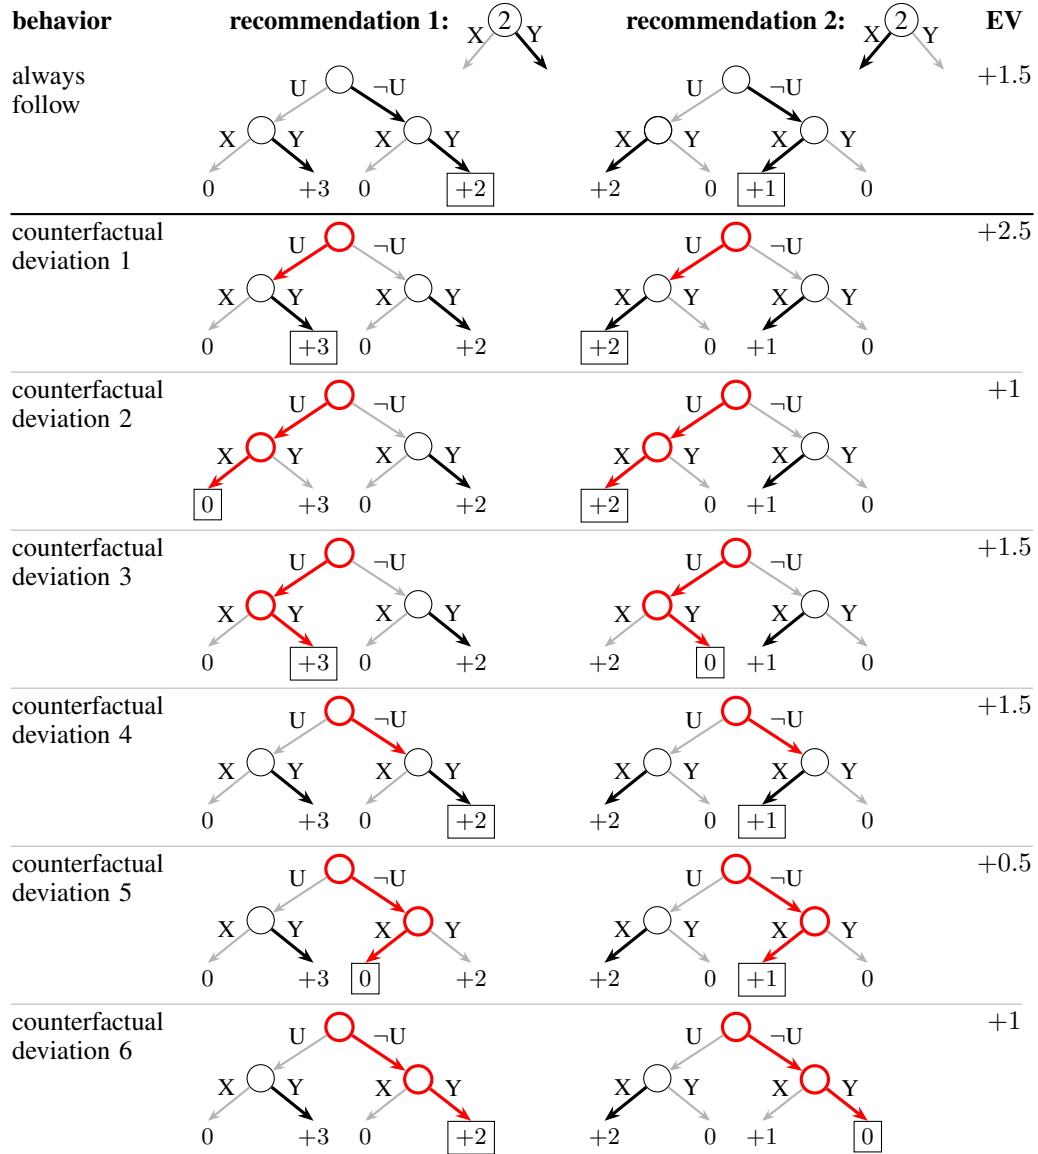 behavior recommendation 1: X 2 Y recommendation 2: X 2 Y EV
always follow U ¬U U ¬U +1.5
X Y X Y X Y X Y
0 +3 0 +2 +2 0 +1 0
counterfactual deviation 1 U ¬U U ¬U +2.5
X Y X Y X Y X Y
0 +3 0 +2 +2 0 +1 0
counterfactual deviation 2 U ¬U U ¬U +1
X Y X Y X Y X Y
0 +3 0 +2 +2 0 +1 0
counterfactual deviation 3 U ¬U U ¬U +1.5
X Y X Y X Y X Y
0 +3 0 +2 +2 0 +1 0
counterfactual deviation 4 U ¬U U ¬U +1.5
X Y X Y X Y X Y
0 +3 0 +2 +2 0 +1 0
counterfactual deviation 5 U ¬U U ¬U +0.5
X Y X Y X Y X Y
0 +3 0 +2 +2 0 +1 0
counterfactual deviation 6 U ¬U U ¬U +1
X Y X Y X Y X Y
0 +3 0 +2 +2 0 +1 0